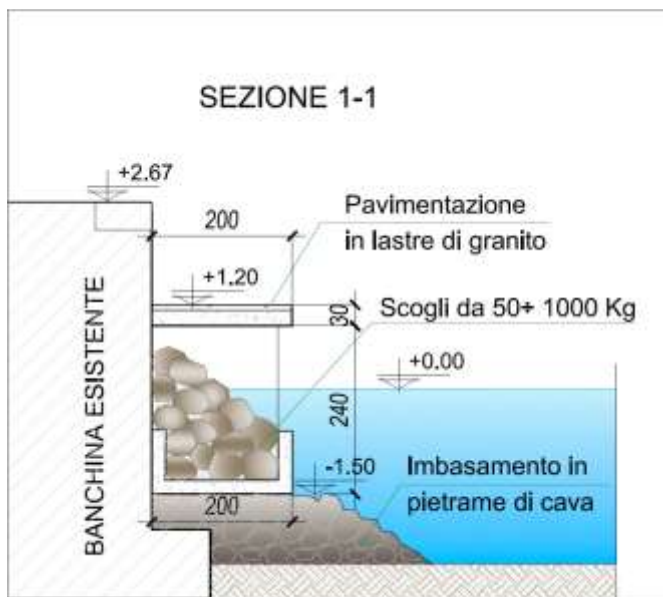 SEZIONE 1-1
+2.67
200
Pavimentazione
in lastre di granito
+1.20
30
Scogli da 50÷ 1000 Kg
+0.00
240
BANCHINA ESISTENTE
-1.50
Imbasamento in
pietrame di cava
200